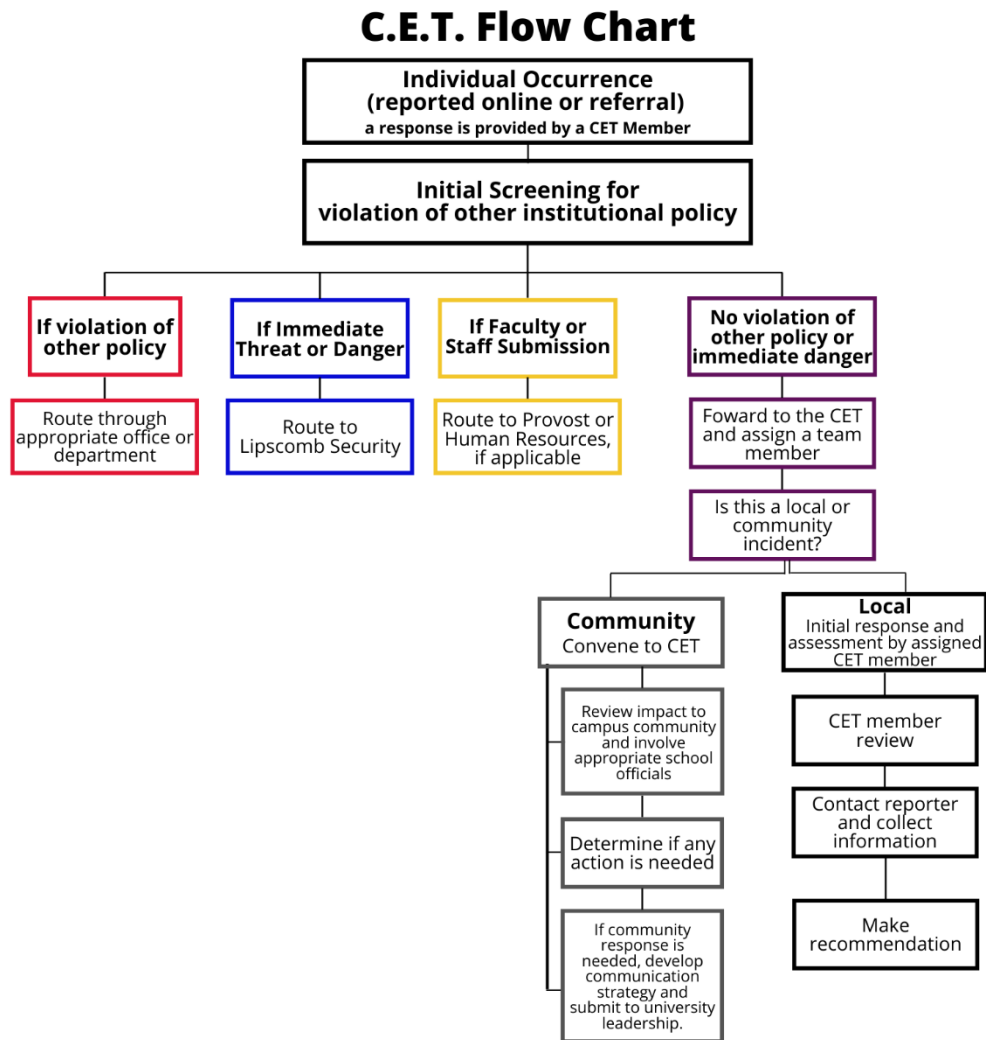 C.E.T. Flow Chart
Individual Occurrence
(reported online or referral)
a response is provided by a CET Member
Initial Screening for
violation of other institutional policy
If violation of
other policy
Route through
appropriate office or
department
If Immediate
Threat or Danger
Route to
Lipscomb Security
If Faculty or
Staff Submission
Route to Provost or
Human Resources,
if applicable
No violation of
other policy or
immediate danger
Foward to the CET
and assign a team
member
Is this a local or
community
incident?
Community
Convene to CET
Review impact to
campus community
and involve
appropriate school
officials
Determine if any
action is needed
If community
response is
needed, develop
communication
strategy and
submit to university
leadership.
Local
Initial response and
assessment by assigned
CET member
CET member
review
Contact reporter
and collect
information
Make
recommendation